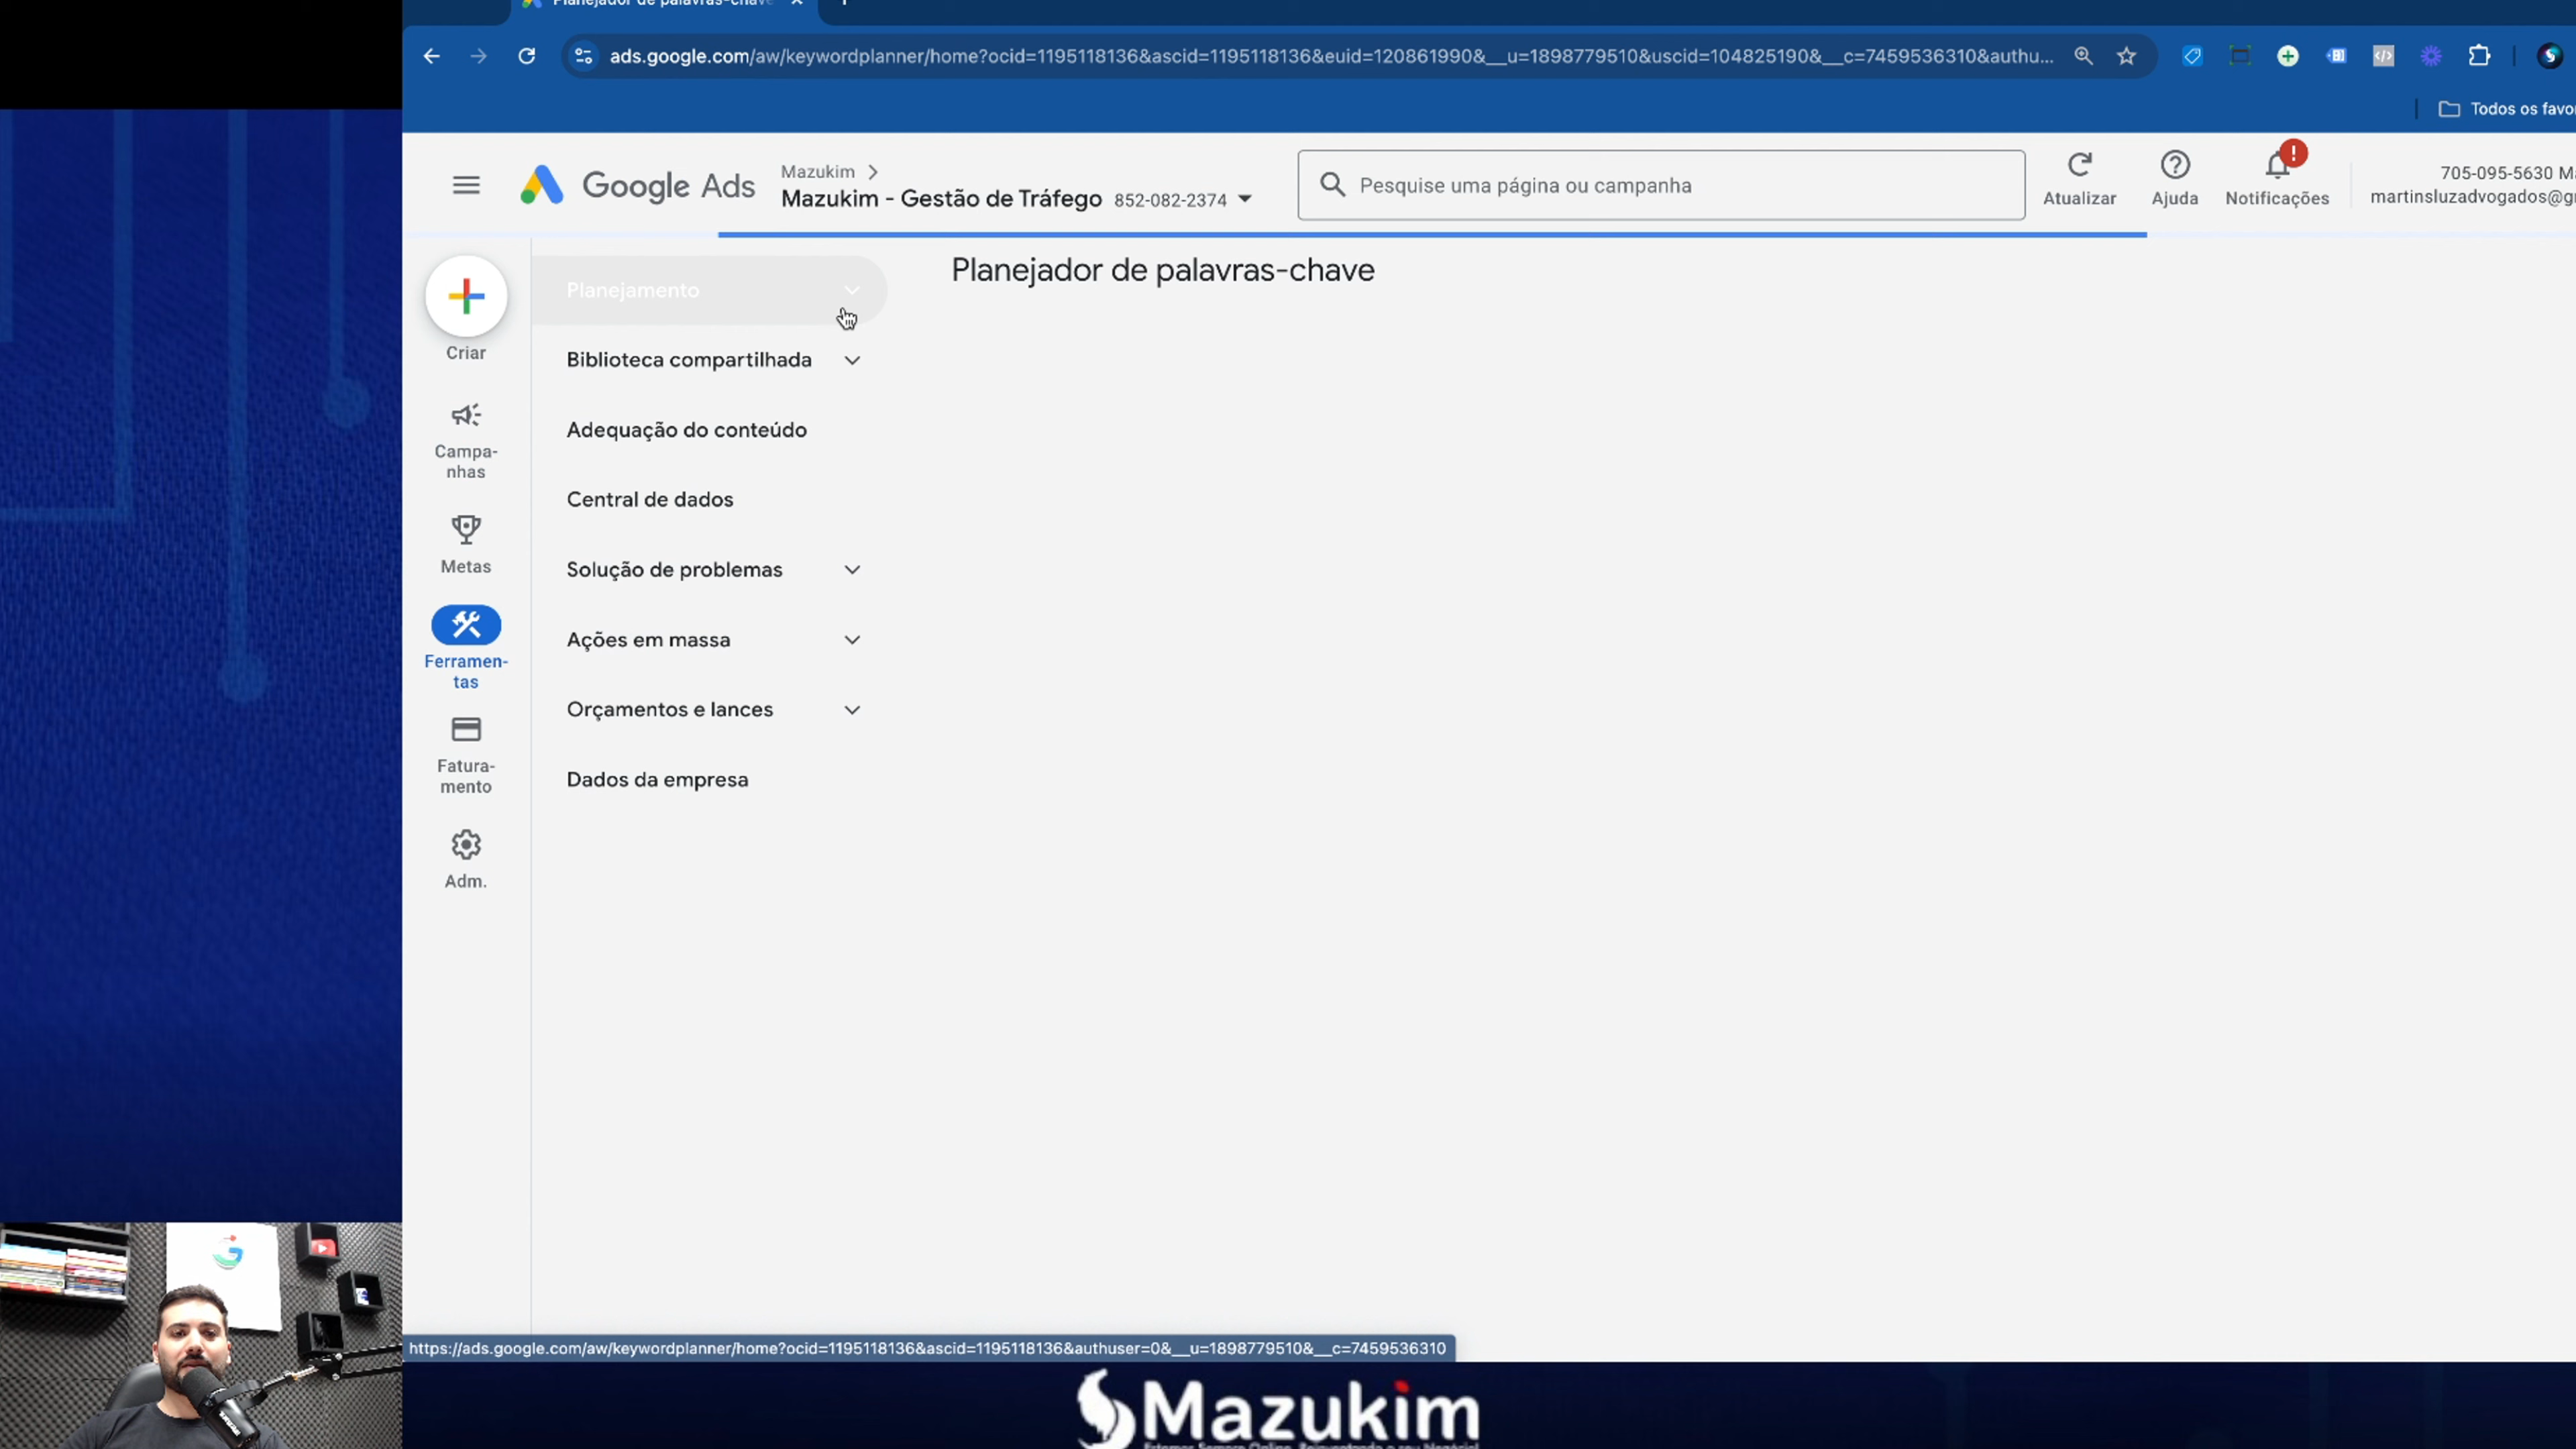 Planejador de palavras-chave
ads.google.com/aw/keywordplanner/home?ocid=1195118136&ascid=1195118136&euid=120861990&__u=1898779510&uscid=104825190&__c=7459536310&authu...
Todos os favo
Google Ads
Mazukim
Mazukim - Gestão de Tráfego 852-082-2374
Pesquise uma página ou campanha
Atualizar
Ajuda
Notificações
705-095-5630 Ma
martinsluzadvogados@g
Criar
Campa-
nhas
Metas
Ferramen-
tas
Fatura-
mento
Adm.
Planejamento
Biblioteca compartilhada
Adequação do conteúdo
Central de dados
Solução de problemas
Ações em massa
Orçamentos e lances
Dados da empresa
Planejador de palavras-chave
https://ads.google.com/aw/keywordplanner/home?ocid=1195118136&ascid=1195118136&authuser=0&__u=1898779510&__c=7459536310
Mazukim